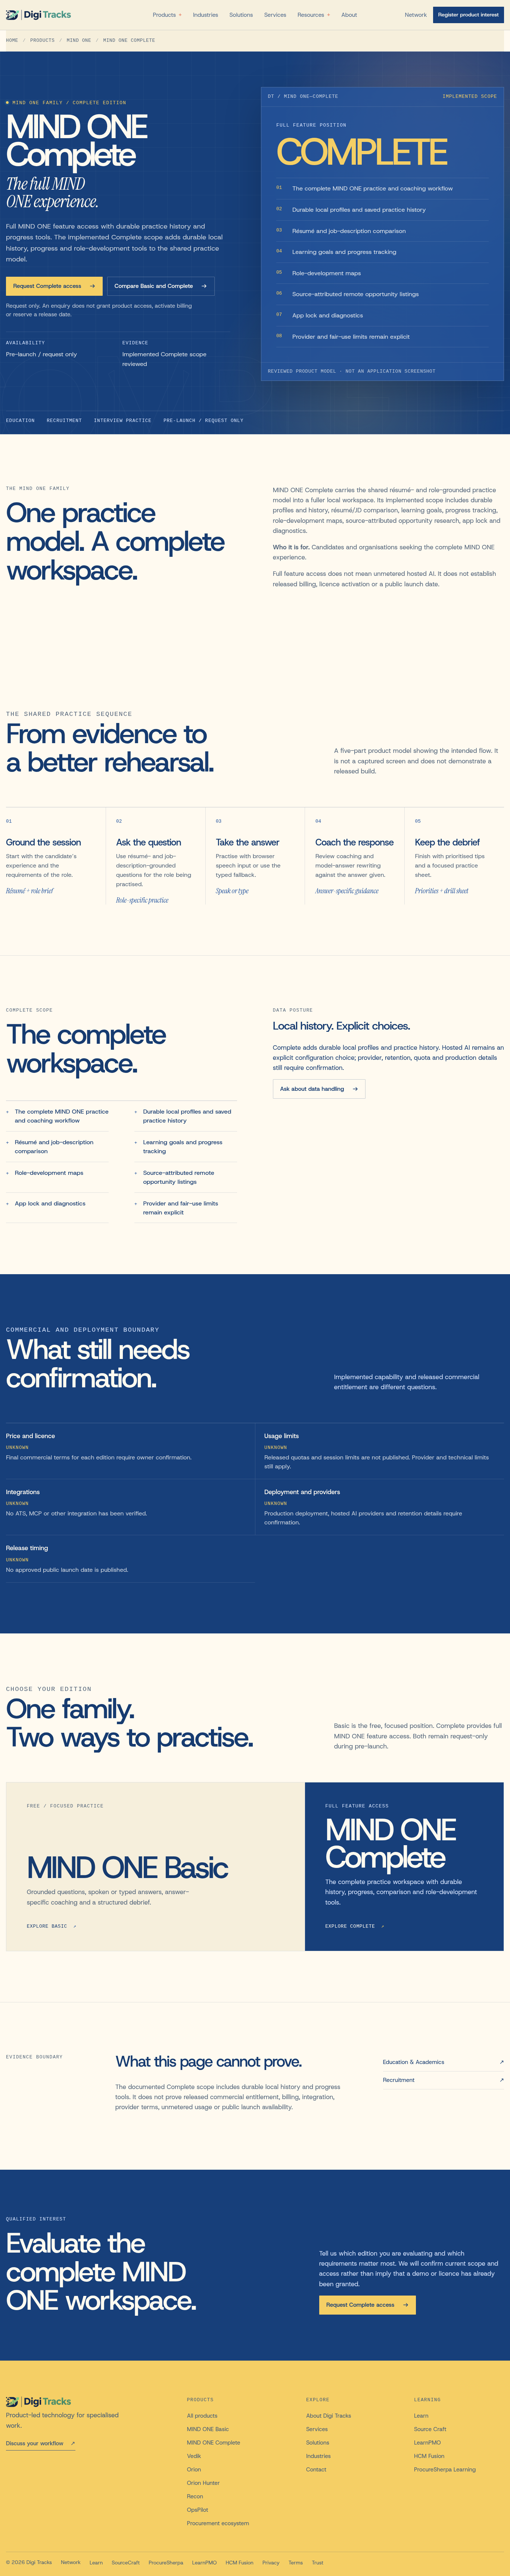 Digi Tracks
Products
Industries
Solutions
Services
Resources
About
Network
Register product interest
HOME / PRODUCTS / MIND ONE / MIND ONE COMPLETE
MIND ONE FAMILY / COMPLETE EDITION
MIND ONE
Complete
The full MIND
ONE experience.
Full MIND ONE feature access with durable practice history and
progress tools. The implemented Complete scope adds durable local
history, progress and role-development tools to the shared practice
model.
Request Complete access →
Compare Basic and Complete →
Request only. An enquiry does not grant product access, activate billing
or reserve a release date.
AVAILABILITY
Pre-launch / request only
EVIDENCE
Implemented Complete scope
reviewed
DT / MIND ONE—COMPLETE
IMPLEMENTED SCOPE
FULL FEATURE POSITION
COMPLETE
01 The complete MIND ONE practice and coaching workflow
02 Durable local profiles and saved practice history
03 Résumé and job-description comparison
04 Learning goals and progress tracking
05 Role-development maps
06 Source-attributed remote opportunity listings
07 App lock and diagnostics
08 Provider and fair-use limits remain explicit
REVIEWED PRODUCT MODEL · NOT AN APPLICATION SCREENSHOT
EDUCATION
RECRUITMENT
INTERVIEW PRACTICE
PRE-LAUNCH / REQUEST ONLY
THE MIND ONE FAMILY
One practice
model. A complete
workspace.
MIND ONE Complete carries the shared résumé- and role-grounded practice
model into a fuller local workspace. Its implemented scope includes durable
profiles and history, résumé/JD comparison, learning goals, progress tracking,
role-development maps, source-attributed opportunity research, app lock and
diagnostics.
Who it is for. Candidates and organisations seeking the complete MIND ONE
experience.
Full feature access does not mean unmetered hosted AI. It does not establish
released billing, licence activation or a public launch date.
THE SHARED PRACTICE SEQUENCE
From evidence to
a better rehearsal.
A five-part product model showing the intended flow. It
is not a captured screen and does not demonstrate a
released build.
01
Ground the session
Start with the candidate's
experience and the
requirements of the role.
Résumé + role brief
02
Ask the question
Use résumé- and job-
description-grounded
questions for the role being
practised.
Role-specific practice
03
Take the answer
Practise with browser
speech input or use the
typed fallback.
Speak or type
04
Coach the response
Review coaching and
model-answer rewriting
against the answer given.
Answer-specific guidance
05
Keep the debrief
Finish with prioritised tips
and a focused practice
sheet.
Priorities + drill sheet
COMPLETE SCOPE
The complete
workspace.
+ The complete MIND ONE practice
and coaching workflow
+ Durable local profiles and saved
practice history
+ Résumé and job-description
comparison
+ Learning goals and progress
tracking
+ Role-development maps
+ Source-attributed remote
opportunity listings
+ App lock and diagnostics
+ Provider and fair-use limits
remain explicit
DATA POSTURE
Local history. Explicit choices.
Complete adds durable local profiles and practice history. Hosted AI remains an
explicit configuration choice; provider, retention, quota and production details
still require confirmation.
Ask about data handling →
COMMERCIAL AND DEPLOYMENT BOUNDARY
What still needs
confirmation.
Implemented capability and released commercial
entitlement are different questions.
Price and licence
UNKNOWN
Final commercial terms for each edition require owner confirmation.
Usage limits
UNKNOWN
Released quotas and session limits are not published. Provider and technical limits
still apply.
Integrations
UNKNOWN
No ATS, MCP or other integration has been verified.
Deployment and providers
UNKNOWN
Production deployment, hosted AI providers and retention details require
confirmation.
Release timing
UNKNOWN
No approved public launch date is published.
CHOOSE YOUR EDITION
One family.
Two ways to practise.
Basic is the free, focused position. Complete provides full
MIND ONE feature access. Both remain request-only
during pre-launch.
FREE / FOCUSED PRACTICE
MIND ONE Basic
Grounded questions, spoken or typed answers, answer-
specific coaching and a structured debrief.
EXPLORE BASIC ↗
FULL FEATURE ACCESS
MIND ONE
Complete
The complete practice workspace with durable
history, progress, comparison and role-development
tools.
EXPLORE COMPLETE ↗
EVIDENCE BOUNDARY
What this page cannot prove.
The documented Complete scope includes durable local history and progress
tools. It does not prove released commercial entitlement, billing, integration,
provider terms, unmetered usage or public launch availability.
Education & Academics ↗
Recruitment ↗
QUALIFIED INTEREST
Evaluate the
complete MIND
ONE workspace.
Tell us which edition you are evaluating and which
requirements matter most. We will confirm current scope and
access rather than imply that a demo or licence has already
been granted.
Request Complete access →
Digi Tracks
Product-led technology for specialised
work.
Discuss your workflow ↗
PRODUCTS
All products
MIND ONE Basic
MIND ONE Complete
Vedik
Orion
Orion Hunter
Recon
OpsPilot
Procurement ecosystem
EXPLORE
About Digi Tracks
Services
Solutions
Industries
Contact
LEARNING
Learn
Source Craft
LearnPMO
HCM Fusion
ProcureSherpa Learning
© 2026 Digi Tracks
Network
Learn
SourceCraft
ProcureSherpa
LearnPMO
HCM Fusion
Privacy
Terms
Trust